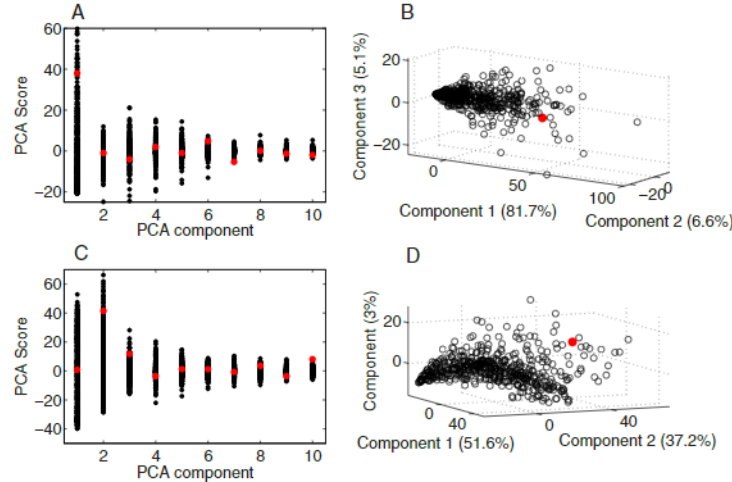 A
60
40
20
0
−20
PCA Score
2
4
6
8
10
PCA component
B
20
0
−20
Component 3 (5.1%)
0
50
100
−20
0
Component 1 (81.7%)
Component 2 (6.6%)
C
60
40
20
0
−20
−40
PCA Score
2
4
6
8
10
PCA component
D
20
0
Component (3%)
0
40
0
40
Component 1 (51.6%)
Component 2 (37.2%)